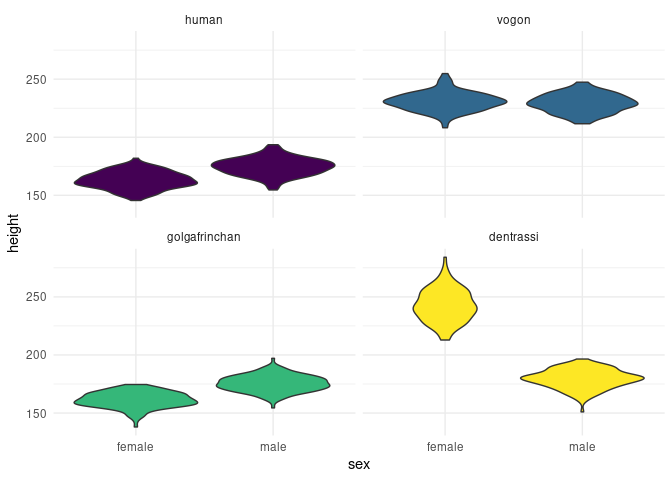 human
vogon
250
200
150
height
golgafrinchan
dentrassi
250
200
150
female
male
female
male
sex